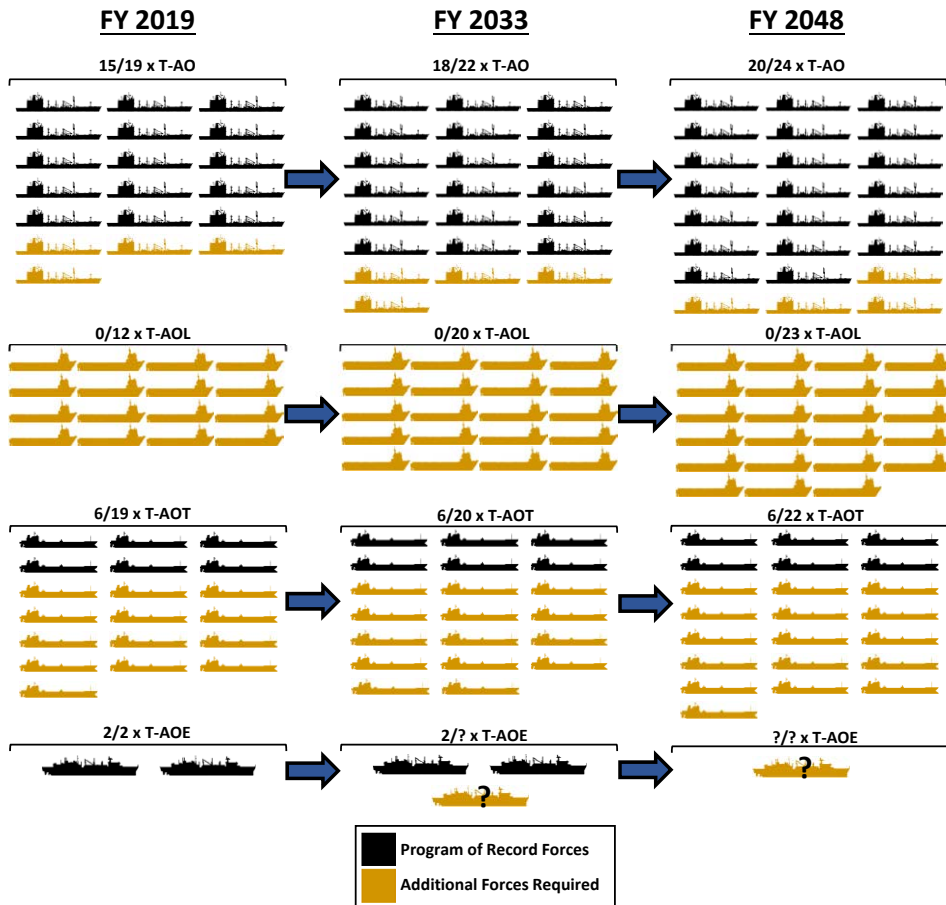 FY 2019
FY 2033
FY 2048
15/19 x T-AO
18/22 x T-AO
20/24 x T-AO
0/12 x T-AOL
0/20 x T-AOL
0/23 x T-AOL
6/19 x T-AOT
6/20 x T-AOT
6/22 x T-AOT
2/2 x T-AOE
2/? x T-AOE
?/? x T-AOE
?
?
Program of Record Forces
Additional Forces Required